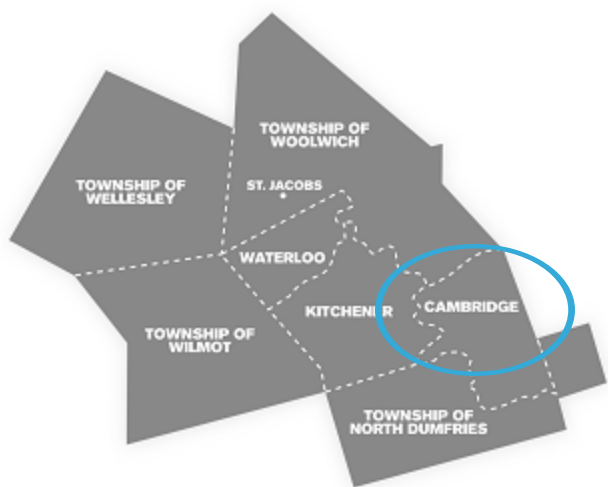 TOWNSHIP OF
WOOLWICH
TOWNSHIP OF
WELLESLEY
ST. JACOBS
WATERLOO
KITCHENER
CAMBRIDGE
TOWNSHIP OF
WILMOT
TOWNSHIP OF
NORTH DUMFRIES